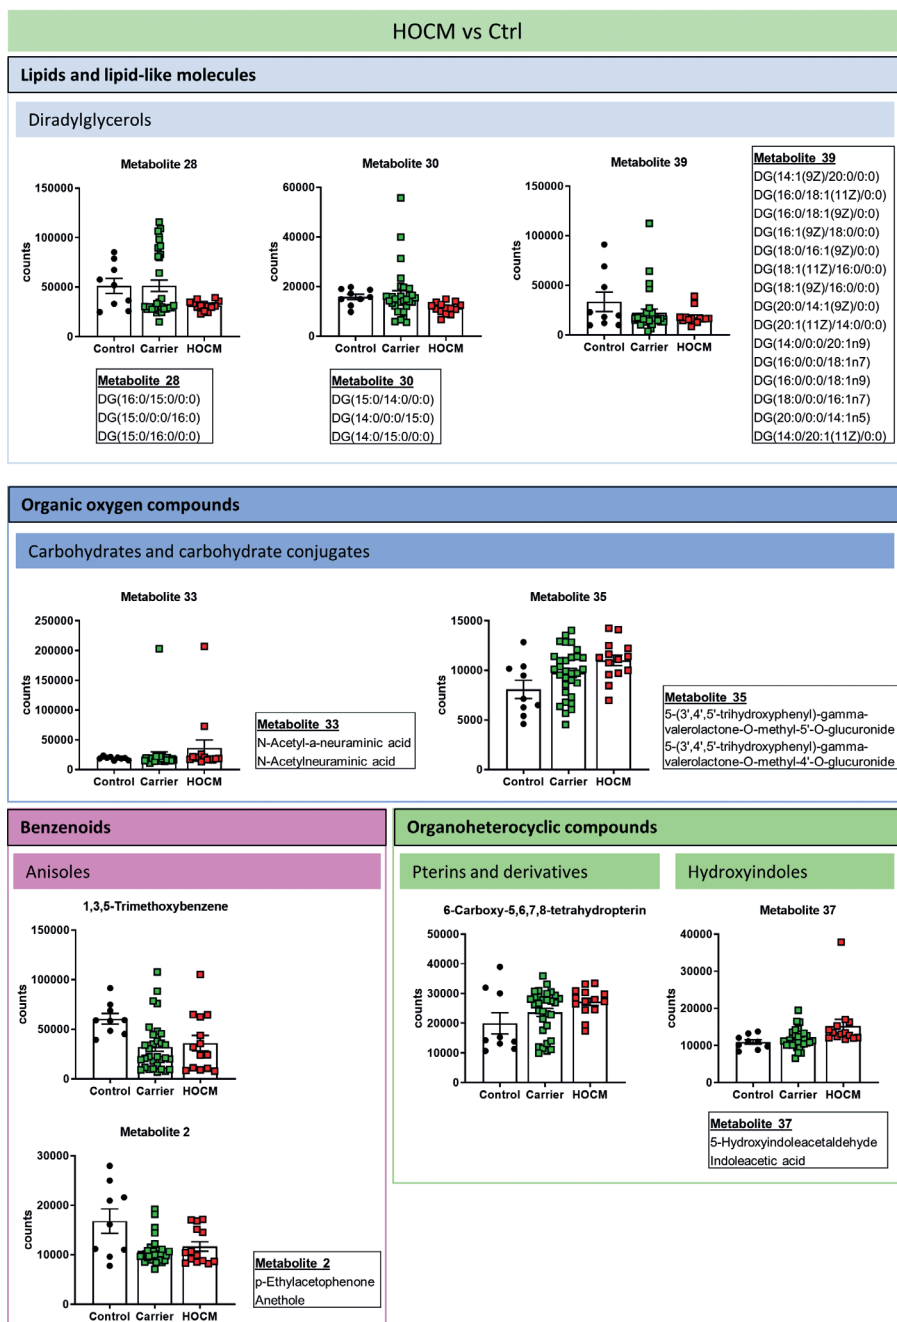 HOCM vs Ctrl
Lipids and lipid-like molecules
Diradylglycerols
Metabolite 28
150000
100000
50000
0
counts
Control Carrier HOCM
Metabolite 28
DG(16:0/15:0/0:0)
DG(15:0/0:0/16:0)
DG(15:0/16:0/0:0)
Metabolite 30
60000
40000
20000
0
counts
Control Carrier HOCM
Metabolite 30
DG(15:0/14:0/0:0)
DG(14:0/0:0/15:0)
DG(14:0/15:0/0:0)
Metabolite 39
150000
100000
50000
0
counts
Control Carrier HOCM
Metabolite 39
DG(14:1(9Z)/20:0/0:0)
DG(16:0/18:1(11Z)/0:0)
DG(16:0/18:1(9Z)/0:0)
DG(16:1(9Z)/18:0/0:0)
DG(18:0/16:1(9Z)/0:0)
DG(18:1(11Z)/16:0/0:0)
DG(18:1(9Z)/16:0/0:0)
DG(20:0/14:1(9Z)/0:0)
DG(20:1(11Z)/14:0/0:0)
DG(14:0/0:0/20:1n9)
DG(16:0/0:0/18:1n7)
DG(16:0/0:0/18:1n9)
DG(18:0/0:0/16:1n7)
DG(20:0/0:0/14:1n5)
DG(14:0/20:1(11Z)/0:0)
Organic oxygen compounds
Carbohydrates and carbohydrate conjugates
Metabolite 33
250000
200000
150000
100000
50000
0
counts
Control Carrier HOCM
Metabolite 33
N-Acetyl-a-neuraminic acid
N-Acetylneuraminic acid
Metabolite 35
15000
10000
5000
0
counts
Control Carrier HOCM
Metabolite 35
5-(3',4',5'-trihydroxyphenyl)-gamma-
valerolactone-O-methyl-5'-O-glucuronide
5-(3',4',5'-trihydroxyphenyl)-gamma-
valerolactone-O-methyl-4'-O-glucuronide
Benzenoids
Anisoles
1,3,5-Trimethoxybenzene
150000
100000
50000
0
counts
Control Carrier HOCM
Metabolite 2
30000
20000
10000
0
counts
Control Carrier HOCM
Metabolite 2
p-Ethylacetophenone
Anethole
Organoheterocyclic compounds
Pterins and derivatives
6-Carboxy-5,6,7,8-tetrahydropterin
50000
40000
30000
20000
10000
0
counts
Control Carrier HOCM
Hydroxyindoles
Metabolite 37
40000
30000
20000
10000
0
counts
Control Carrier HOCM
Metabolite 37
5-Hydroxyindoleacetaldehyde
Indoleacetic acid